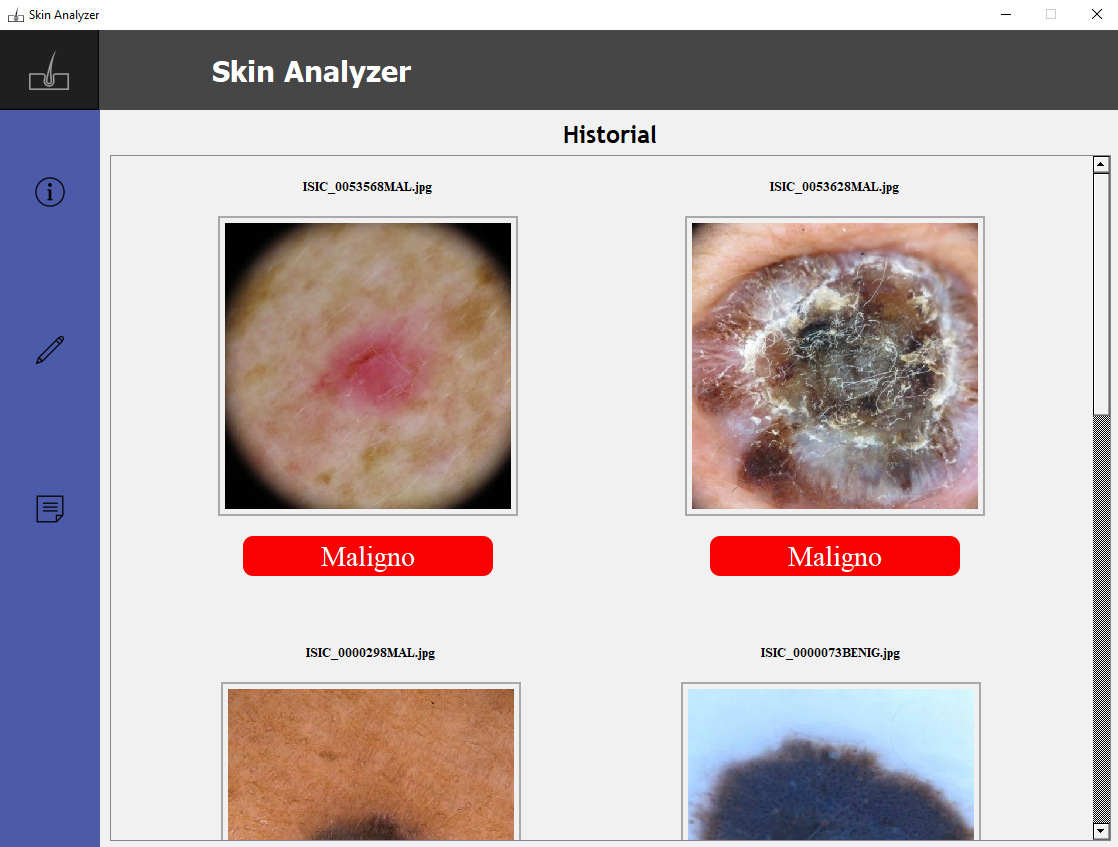 Skin Analyzer
Skin Analyzer
Historial
ISIC_0053568MAL.jpg
ISIC_0053628MAL.jpg
Maligno
Maligno
ISIC_0000298MAL.jpg
ISIC_0000073BENIG.jpg